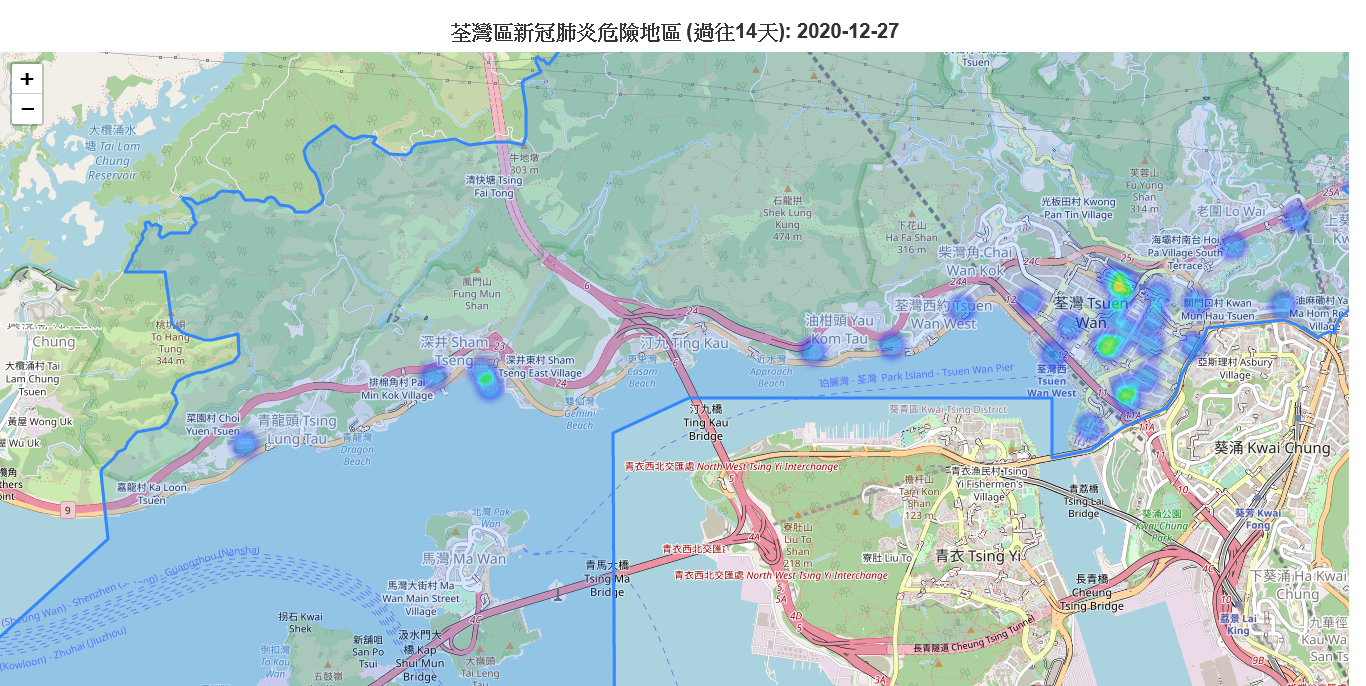 荃灣區新冠肺炎危險地區 (過往14天): 2020-12-27
+
−
大欖涌水
塘 Tai Lam
Chung
Reservoir
Tsuen
牛地墩
303 m
清快塘 Tsing
Fai Tong
石龍拱
Shek Lung
Kung
474 m
下花山
Ha Fa Shan
316 m
芙蓉山
Fu Yung
Shan
314 m
光板田村 Kwong
Pan Tin Village
老圍 Lo Wai
25A
海壩村南台 Hoi
Pa Village South
Terrace
柴灣角 Chai
Wan Kok
24C
25
24A
12
荃灣 Tsuen
Wan
關門口村 Kwan
Mun Hau Tsuen
油麻磡村 Yau
Ma Hom Resite
Village
荃灣西約 Tsuen
Wan West
油柑頭 Yau
Kom Tau
6
24
風門山
Fung Mun
Shan
深井 Sham
Tseng
深井東村 Sham
Tseng East Village
24
汀九 Ting Kau
更生灣
Casam
Beach
近水灣
Approach
Beach
珀麗灣 - 荃灣 Park Island - Tsuen Wan Pier
荃灣西
Tsuen
Wan West
亞斯理村 Asbury
Village
桃坑峒
To Hang
Tung
344 m
Chung
大欖涌村 Tai
Lam Chung
Tsuen
黃屋 Wong Uk
Wu Uk
排棉角村 Pai
Min Kok Village
雙仙灣
Gemini
Beach
菜園村 Choi
Yuen Tsuen
青龍頭 Tsing
Lung Tau
青龍灣
Dragon
Beach
汀九橋
Ting Kau
Bridge
葵青區 Kwai Tsing District
11
11A
11A
葵涌 Kwai Chung
嘉龍村 Ka Loon
Tsuen
9
青衣西北交匯處 North West Tsing Yi Interchange
青衣漁民村 Tsing
Yi Fishermen's
Village
擔杆山
Tam Kon
Shan
123 m
青荔橋
Tsing Lai
Bridge
10
葵涌公園
Kwai Chung
Park
葵芳 Kwai
Fong
北灣 Pak
Wan
馬灣 Ma Wan
寮肚山
Liu To
Shan
218 m
4A
寮肚 Liu To
青衣 Tsing Yi
青衣西北交匯
青衣西北交匯處 North West Tsing Yi Interchange
青馬大橋
Tsing Ma
Bridge
馬灣大街村 Ma
Wan Main Street
Village
長青橋
Cheung
Tsing Bridge
4C
下葵涌 Ha Kwai
Chung
(Sheung Wan) - Shenzhen
Guangzhou (Nansha)
(Kowloon) - Zhuhai (Jiuzhou)
拐石 Kwai
Shek
新舖咀
San Po
Tsui
汲水門大
橋 Kap
Shui Mun
Bridge
4C
5A
4D
5
長青隧道 Cheung Tsing Tunnel
荔景 Lai
King
九華徑
倒扣灣
To Kau
Wan
五鼓嶺
大嶺頭
Tai Leng
3A
9B